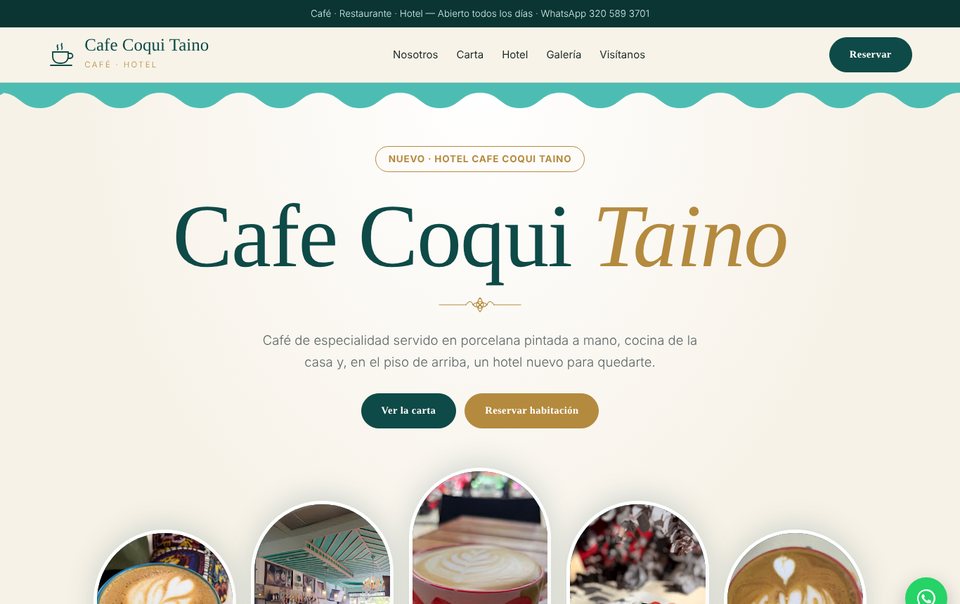 Café · Restaurante · Hotel — Abierto todos los días · WhatsApp 320 589 3701
Cafe Coqui Taino
CAFÉ · HOTEL
Nosotros Carta Hotel Galería Visítanos
Reservar
NUEVO · HOTEL CAFE COQUI TAINO
Cafe Coqui Taino
Café de especialidad servido en porcelana pintada a mano, cocina de la
casa y, en el piso de arriba, un hotel nuevo para quedarte.
Ver la carta
Reservar habitación